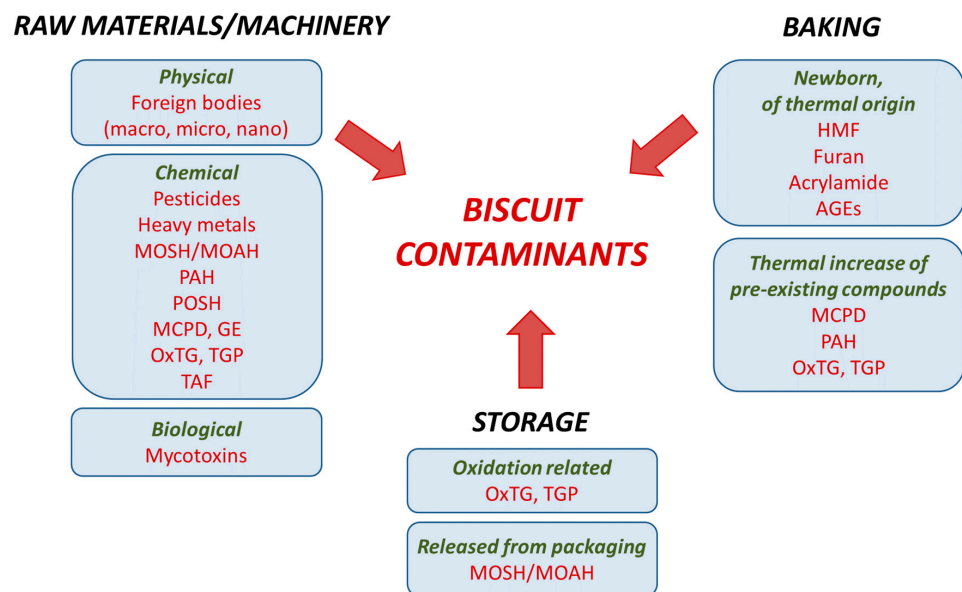 RAW MATERIALS/MACHINERY
Physical
Foreign bodies
(macro, micro, nano)
Chemical
Pesticides
Heavy metals
MOSH/MOAH
PAH
POSH
MCPD, GE
OxTG, TGP
TAF
Biological
Mycotoxins
BISCUIT
CONTAMINANTS
STORAGE
Oxidation related
OxTG, TGP
Released from packaging
MOSH/MOAH
BAKING
Newborn,
of thermal origin
HMF
Furan
Acrylamide
AGEs
Thermal increase of
pre-existing compounds
MCPD
PAH
OxTG, TGP